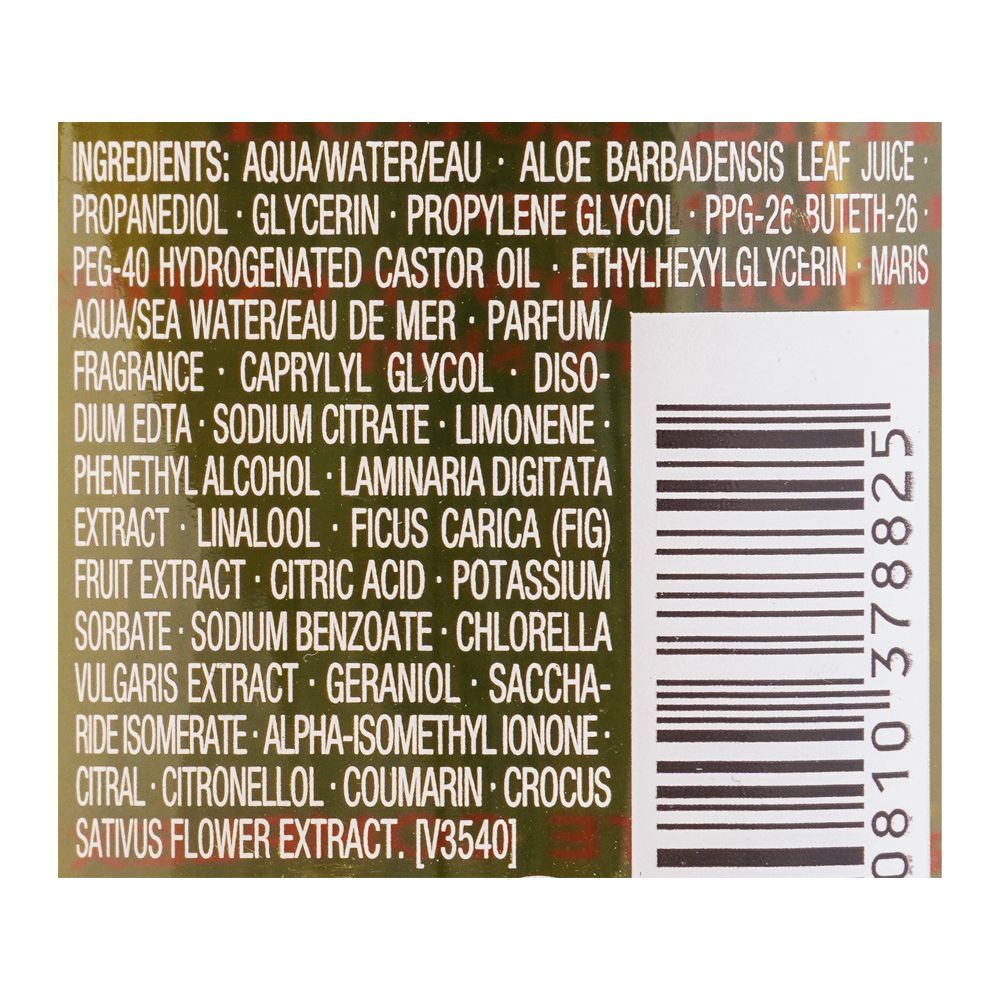 INGREDIENTS: AQUA/WATER/EAU · ALOE BARBADENSIS LEAF JUICE ·
PROPANEDIOL · GLYCERIN · PROPYLENE GLYCOL · PPG-26 BUTETH-26 ·
PEG-40 HYDROGENATED CASTOR OIL · ETHYLHEXYLGLYCERIN · MARIS
AQUA/SEA WATER/EAU DE MER · PARFUM/
FRAGRANCE · CAPRYLYL GLYCOL · DISO-
DIUM EDTA · SODIUM CITRATE · LIMONENE ·
PHENETHYL ALCOHOL · LAMINARIA DIGITATA
EXTRACT · LINALOOL · FICUS CARICA (FIG)
FRUIT EXTRACT · CITRIC ACID · POTASSIUM
SORBATE · SODIUM BENZOATE · CHLORELLA
VULGARIS EXTRACT · GERANIOL · SACCHA-
RIDE ISOMERATE · ALPHA-ISOMETHYL IONONE ·
CITRAL · CITRONELLOL · COUMARIN · CROCUS
SATIVUS FLOWER EXTRACT. [V3540]
0810 378825